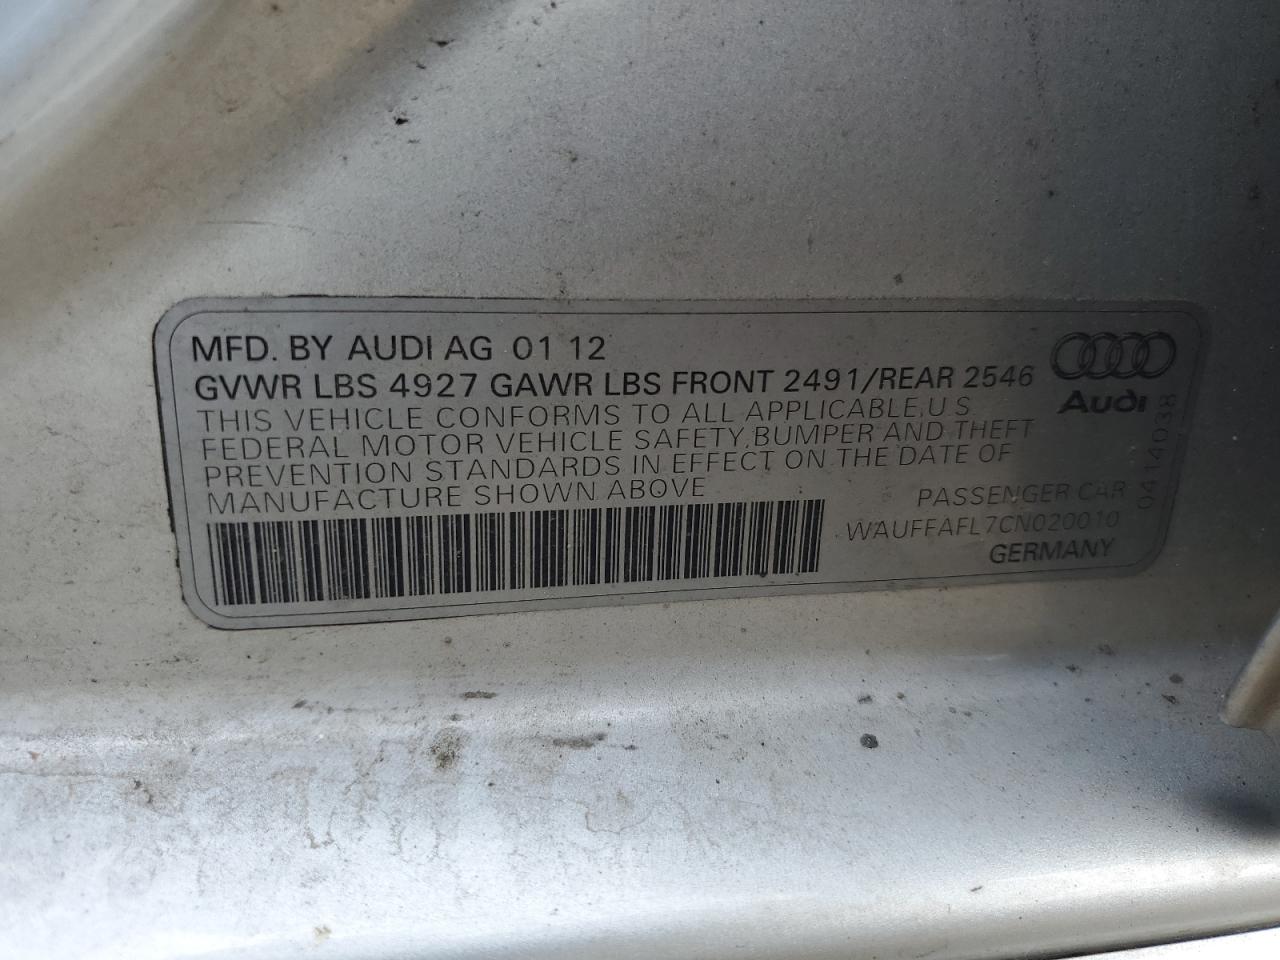 MFD. BY AUDI AG 01 12
GVWR LBS 4927 GAWR LBS FRONT 2491/REAR 2546
THIS VEHICLE CONFORMS TO ALL APPLICABLE U.S
FEDERAL MOTOR VEHICLE SAFETY, BUMPER AND THEFT
PREVENTION STANDARDS IN EFFECT ON THE DATE OF
MANUFACTURE SHOWN ABOVE
PASSENGER CAR
WAUFFAFL7CN020010
GERMANY
Audi
0414038